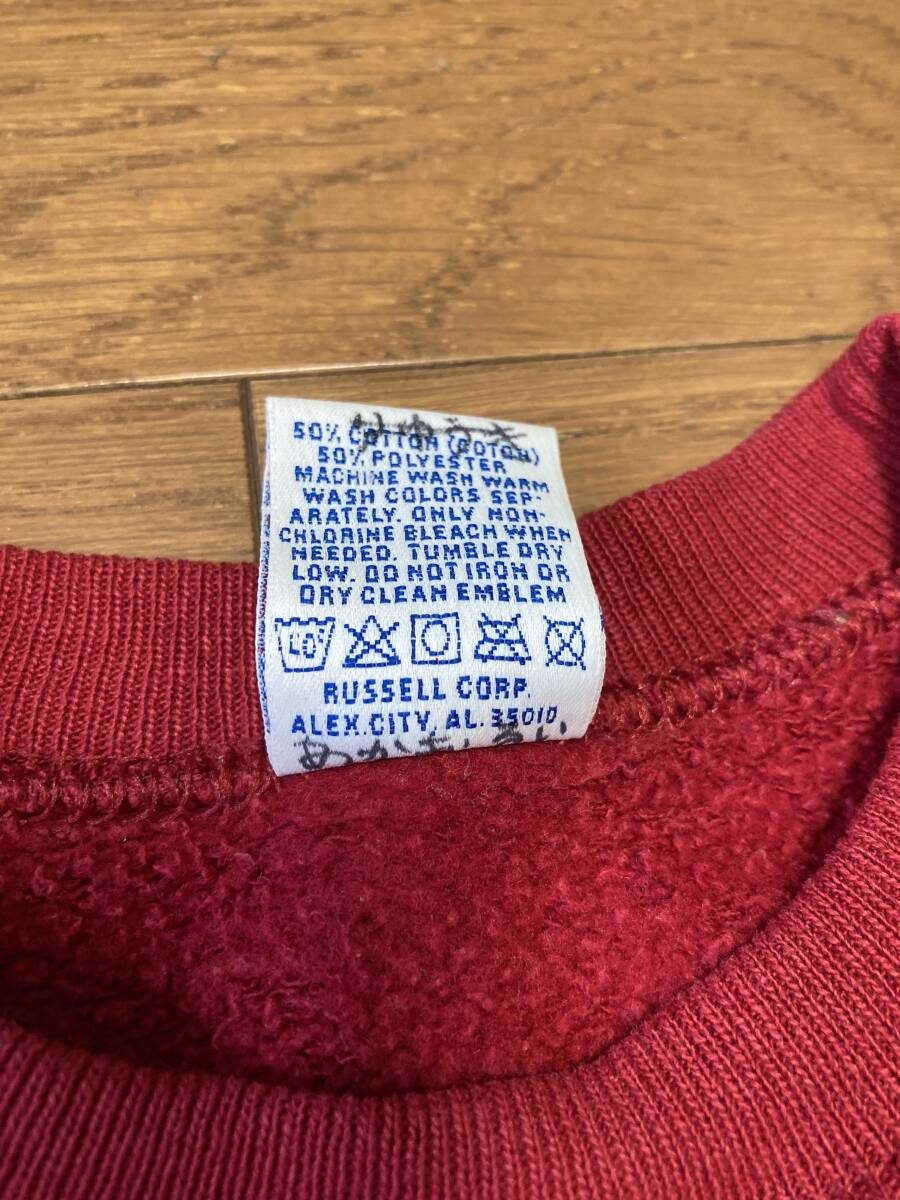 50% COTTON (COTON)
50% POLYESTER
MACHINE WASH WARM
WASH COLORS SEP-
ARATELY. ONLY NON-
CHLORINE BLEACH WHEN
NEEDED. TUMBLE DRY
LOW. DO NOT IRON OR
DRY CLEAN EMBLEM
RUSSELL CORP.
ALEX.CITY, AL. 35010